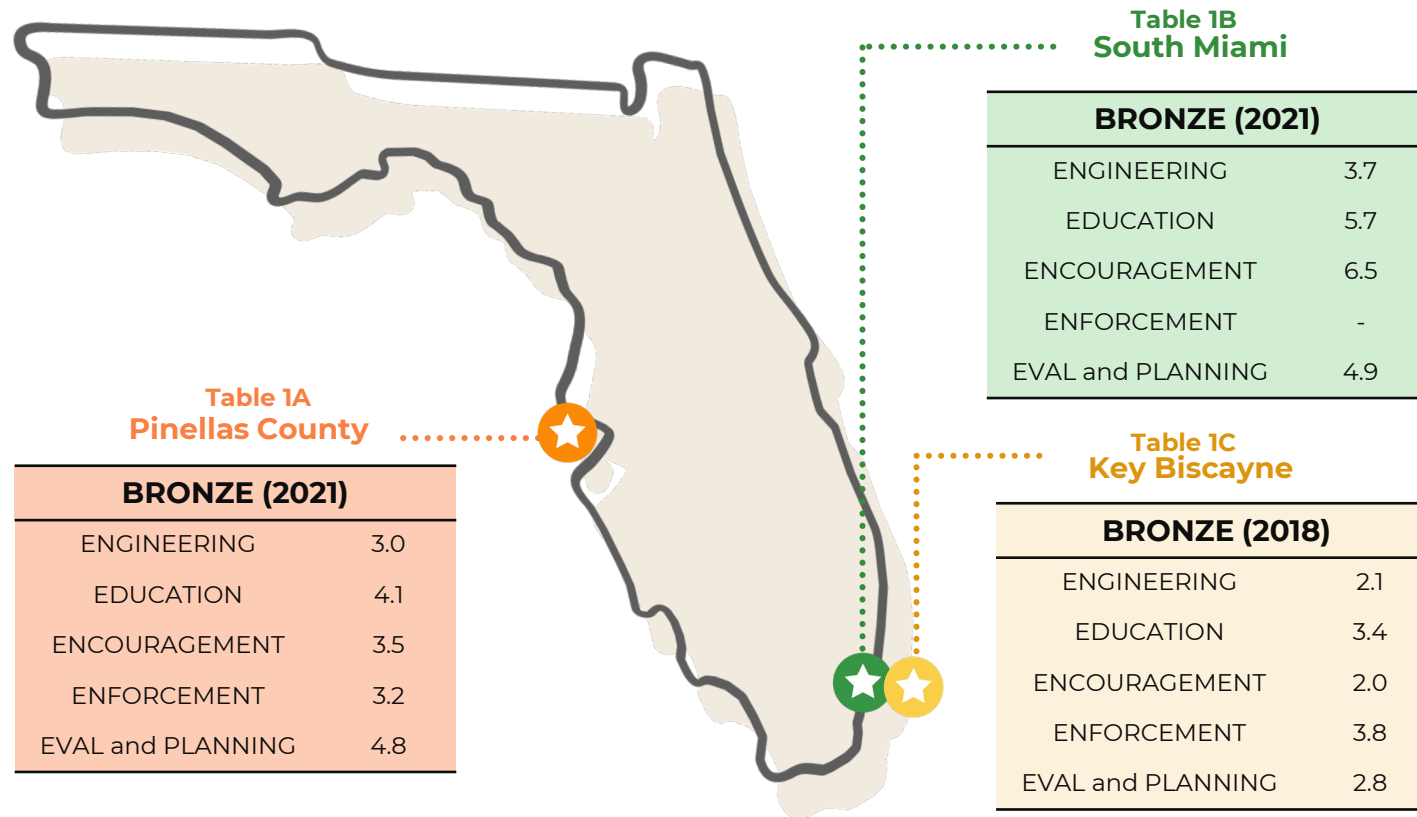 Table 1B
South Miami
BRONZE (2021)
ENGINEERING 3.7
EDUCATION 5.7
ENCOURAGEMENT 6.5
ENFORCEMENT -
EVAL and PLANNING 4.9
Table 1A
Pinellas County
BRONZE (2021)
ENGINEERING 3.0
EDUCATION 4.1
ENCOURAGEMENT 3.5
ENFORCEMENT 3.2
EVAL and PLANNING 4.8
Table 1C
Key Biscayne
BRONZE (2018)
ENGINEERING 2.1
EDUCATION 3.4
ENCOURAGEMENT 2.0
ENFORCEMENT 3.8
EVAL and PLANNING 2.8